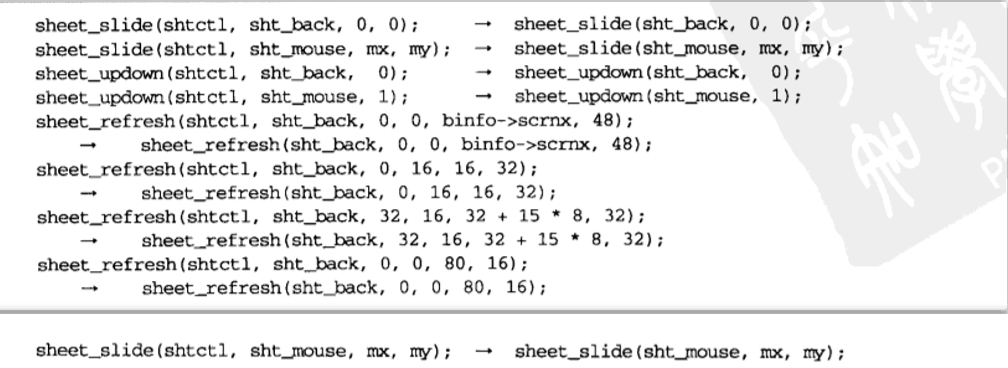 sheet_slide(shtctl, sht_back, 0, 0); → sheet_slide(sht_back, 0, 0);
sheet_slide(shtctl, sht_mouse, mx, my); → sheet_slide(sht_mouse, mx, my);
sheet_updown(shtctl, sht_back, 0); → sheet_updown(sht_back, 0);
sheet_updown(shtctl, sht_mouse, 1); → sheet_updown(sht_mouse, 1);
sheet_refresh(shtctl, sht_back, 0, 0, binfo->scrnx, 48);
→ sheet_refresh(sht_back, 0, 0, binfo->scrnx, 48);
sheet_refresh(shtctl, sht_back, 0, 16, 16, 32);
→ sheet_refresh(sht_back, 0, 16, 16, 32);
sheet_refresh(shtctl, sht_back, 32, 16, 32 + 15 * 8, 32);
→ sheet_refresh(sht_back, 32, 16, 32 + 15 * 8, 32);
sheet_refresh(shtctl, sht_back, 0, 0, 80, 16);
→ sheet_refresh(sht_back, 0, 0, 80, 16);
sheet_slide(shtctl, sht_mouse, mx, my); → sheet_slide(sht_mouse, mx, my);